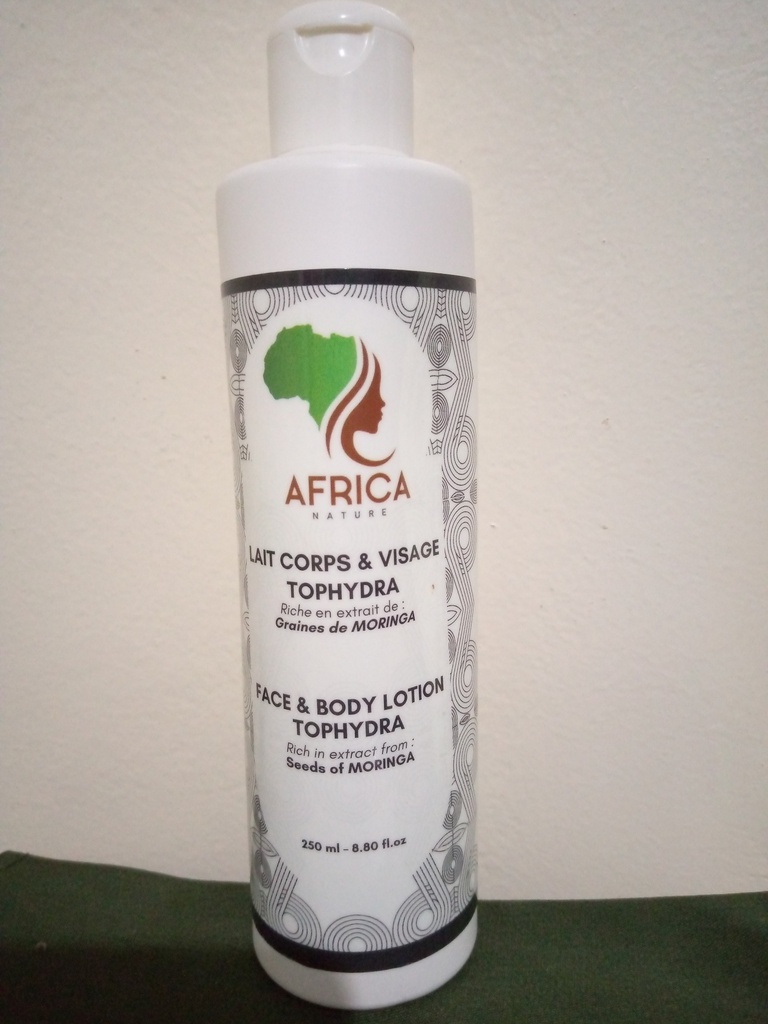 AFRICA
NATURE
LAIT CORPS & VISAGE
TOPHYDRA
Riche en extrait de :
Graines de MORINGA
FACE & BODY LOTION
TOPHYDRA
Rich in extract from :
Seeds of MORINGA
250 ml - 8.80 fl.oz